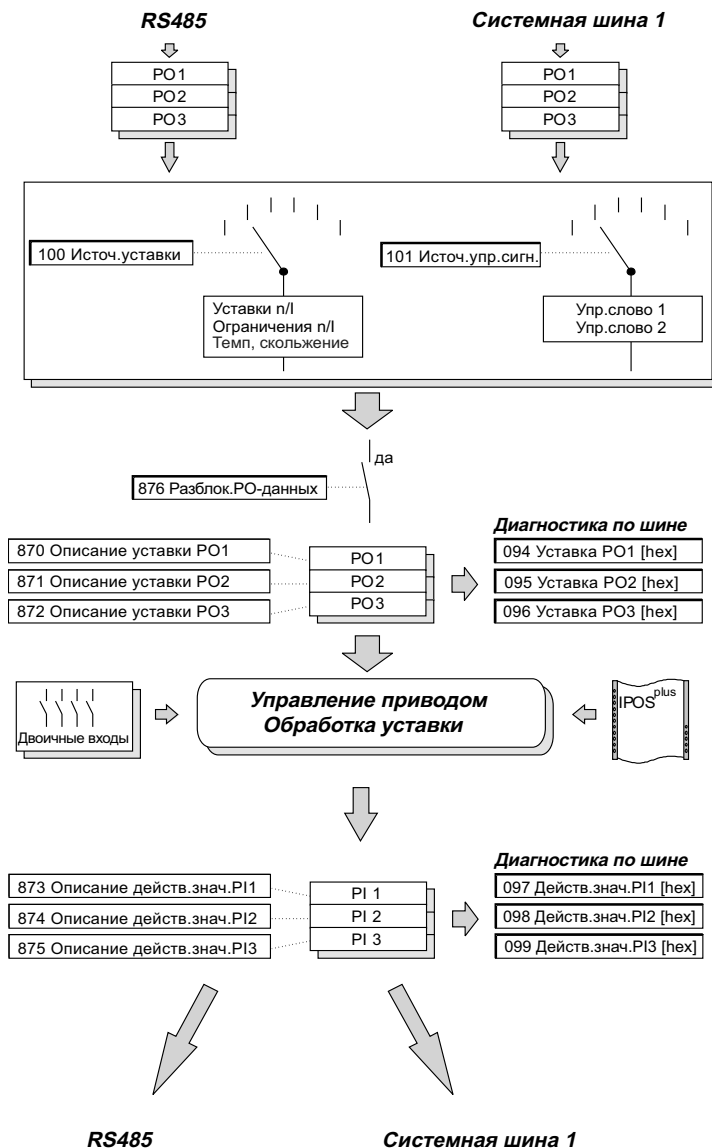 RS485
Системная шина 1
PO1
PO2
PO3
PO1
PO2
PO3
100 Источ.уставки
101 Источ.упр.сигн.
Уставки n/I
Ограничения n/I
Темп, скольжение
Упр.слово 1
Упр.слово 2
да
876 Разблок.PO-данных
Диагностика по шине
870 Описание уставки PO1
871 Описание уставки PO2
872 Описание уставки PO3
PO1
PO2
PO3
094 Уставка PO1 [hex]
095 Уставка PO2 [hex]
096 Уставка PO3 [hex]
Двоичные входы
Управление приводом
Обработка уставки
IPOSplus
Диагностика по шине
873 Описание действ.знач.PI1
874 Описание действ.знач.PI2
875 Описание действ.знач.PI3
PI 1
PI 2
PI 3
097 Действ.знач.PI1 [hex]
098 Действ.знач.PI2 [hex]
099 Действ.знач.PI3 [hex]
RS485
Системная шина 1